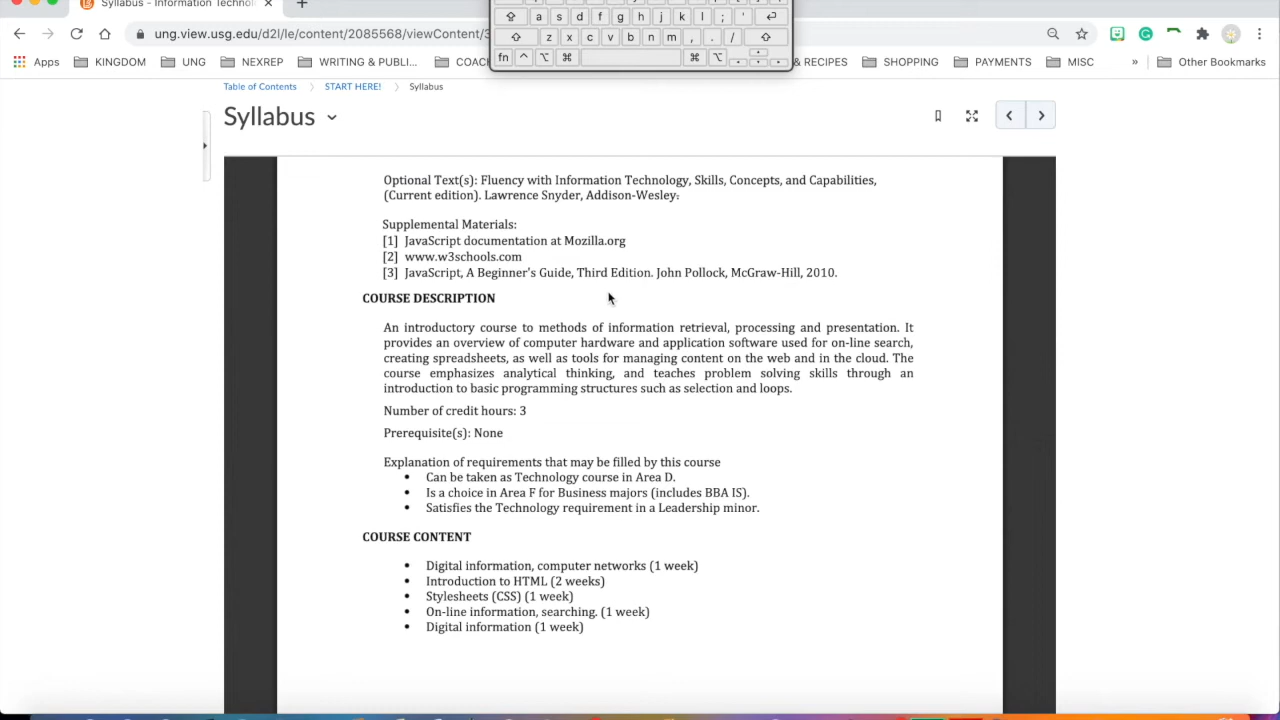 Syllabus - Information Technol
a s d f g h j k l ; '
ung.view.usg.edu/d2l/le/content/2085568/viewContent/3
z x c v b n m , . /
fn
Apps KINGDOM UNG NEXREP WRITING & PUBLI... COAC & RECIPES SHOPPING PAYMENTS MISC » Other Bookmarks
Table of Contents START HERE! Syllabus
Syllabus
Optional Text(s): Fluency with Information Technology, Skills, Concepts, and Capabilities,
(Current edition). Lawrence Snyder, Addison-Wesley.
Supplemental Materials:
[1] JavaScript documentation at Mozilla.org
[2] www.w3schools.com
[3] JavaScript, A Beginner's Guide, Third Edition. John Pollock, McGraw-Hill, 2010.
COURSE DESCRIPTION
An introductory course to methods of information retrieval, processing and presentation. It
provides an overview of computer hardware and application software used for on-line search,
creating spreadsheets, as well as tools for managing content on the web and in the cloud. The
course emphasizes analytical thinking, and teaches problem solving skills through an
introduction to basic programming structures such as selection and loops.
Number of credit hours: 3
Prerequisite(s): None
Explanation of requirements that may be filled by this course
• Can be taken as Technology course in Area D.
• Is a choice in Area F for Business majors (includes BBA IS).
• Satisfies the Technology requirement in a Leadership minor.
COURSE CONTENT
• Digital information, computer networks (1 week)
• Introduction to HTML (2 weeks)
• Stylesheets (CSS) (1 week)
• On-line information, searching. (1 week)
• Digital information (1 week)